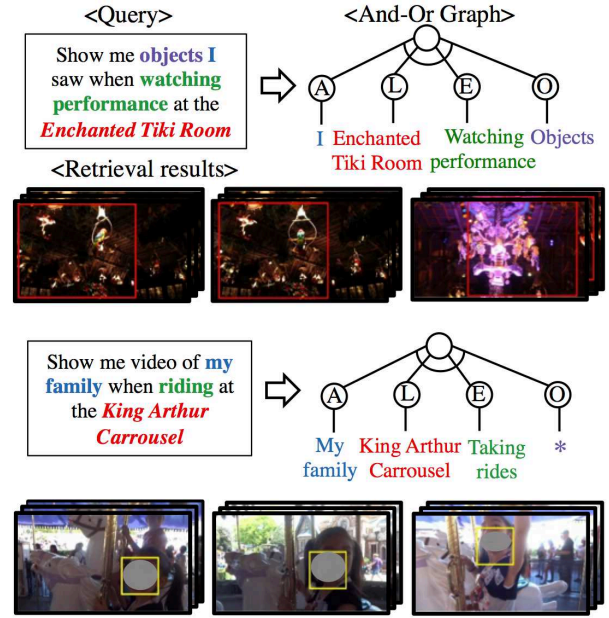 <Query>
<And-Or Graph>
Show me objects I
saw when watching
performance at the
Enchanted Tiki Room
A L E O
I Enchanted Watching Objects
Tiki Room performance
<Retrieval results>
Show me video of my
family when riding at
the King Arthur
Carrousel
A L E O
My King Arthur Taking *
family Carrousel rides